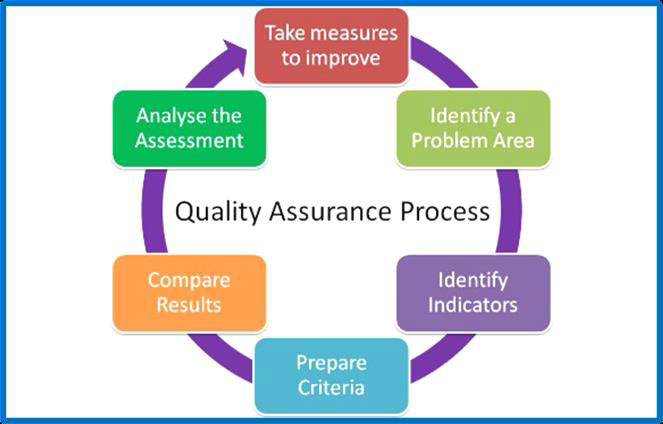 Take measures
to improve
Identify a
Problem Area
Identify
Indicators
Prepare
Criteria
Compare
Results
Analyse the
Assessment
Quality Assurance Process